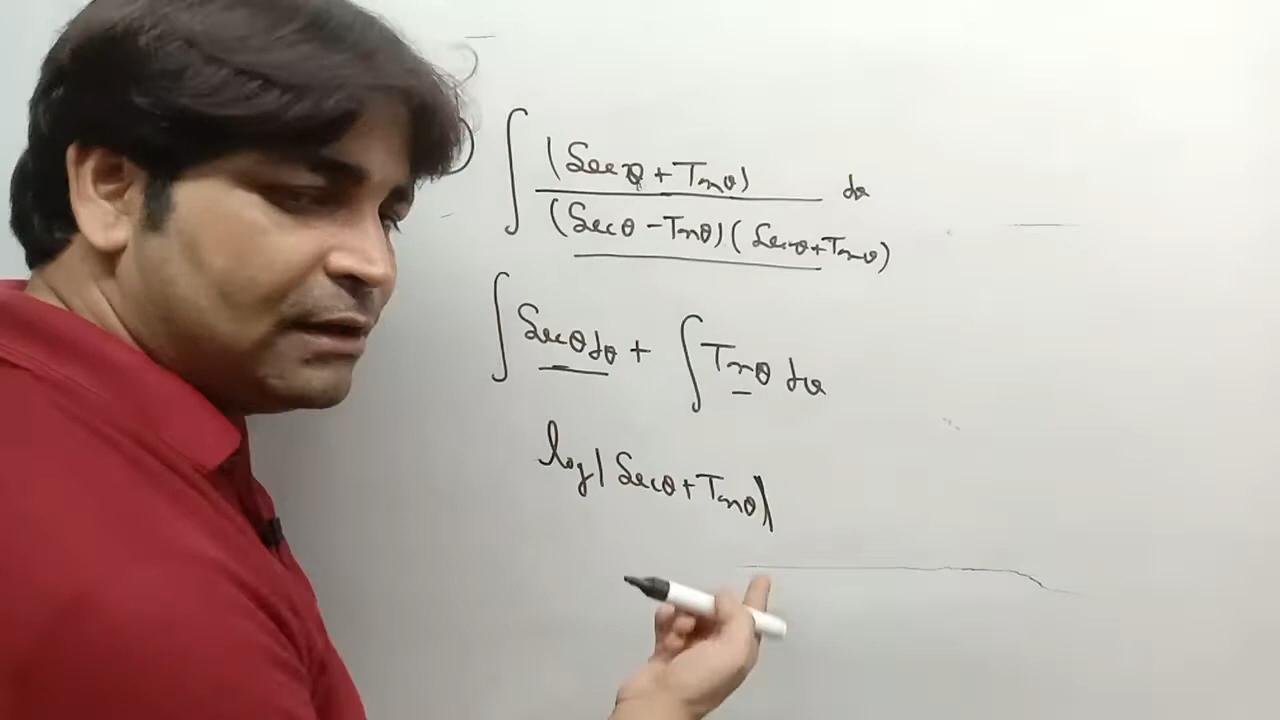 ∫ (Secθ + Tanθ) / (Secθ - Tanθ)(Secθ + Tanθ) dθ
∫ Secθ dθ + ∫ Tanθ dθ
log|Secθ + Tanθ|